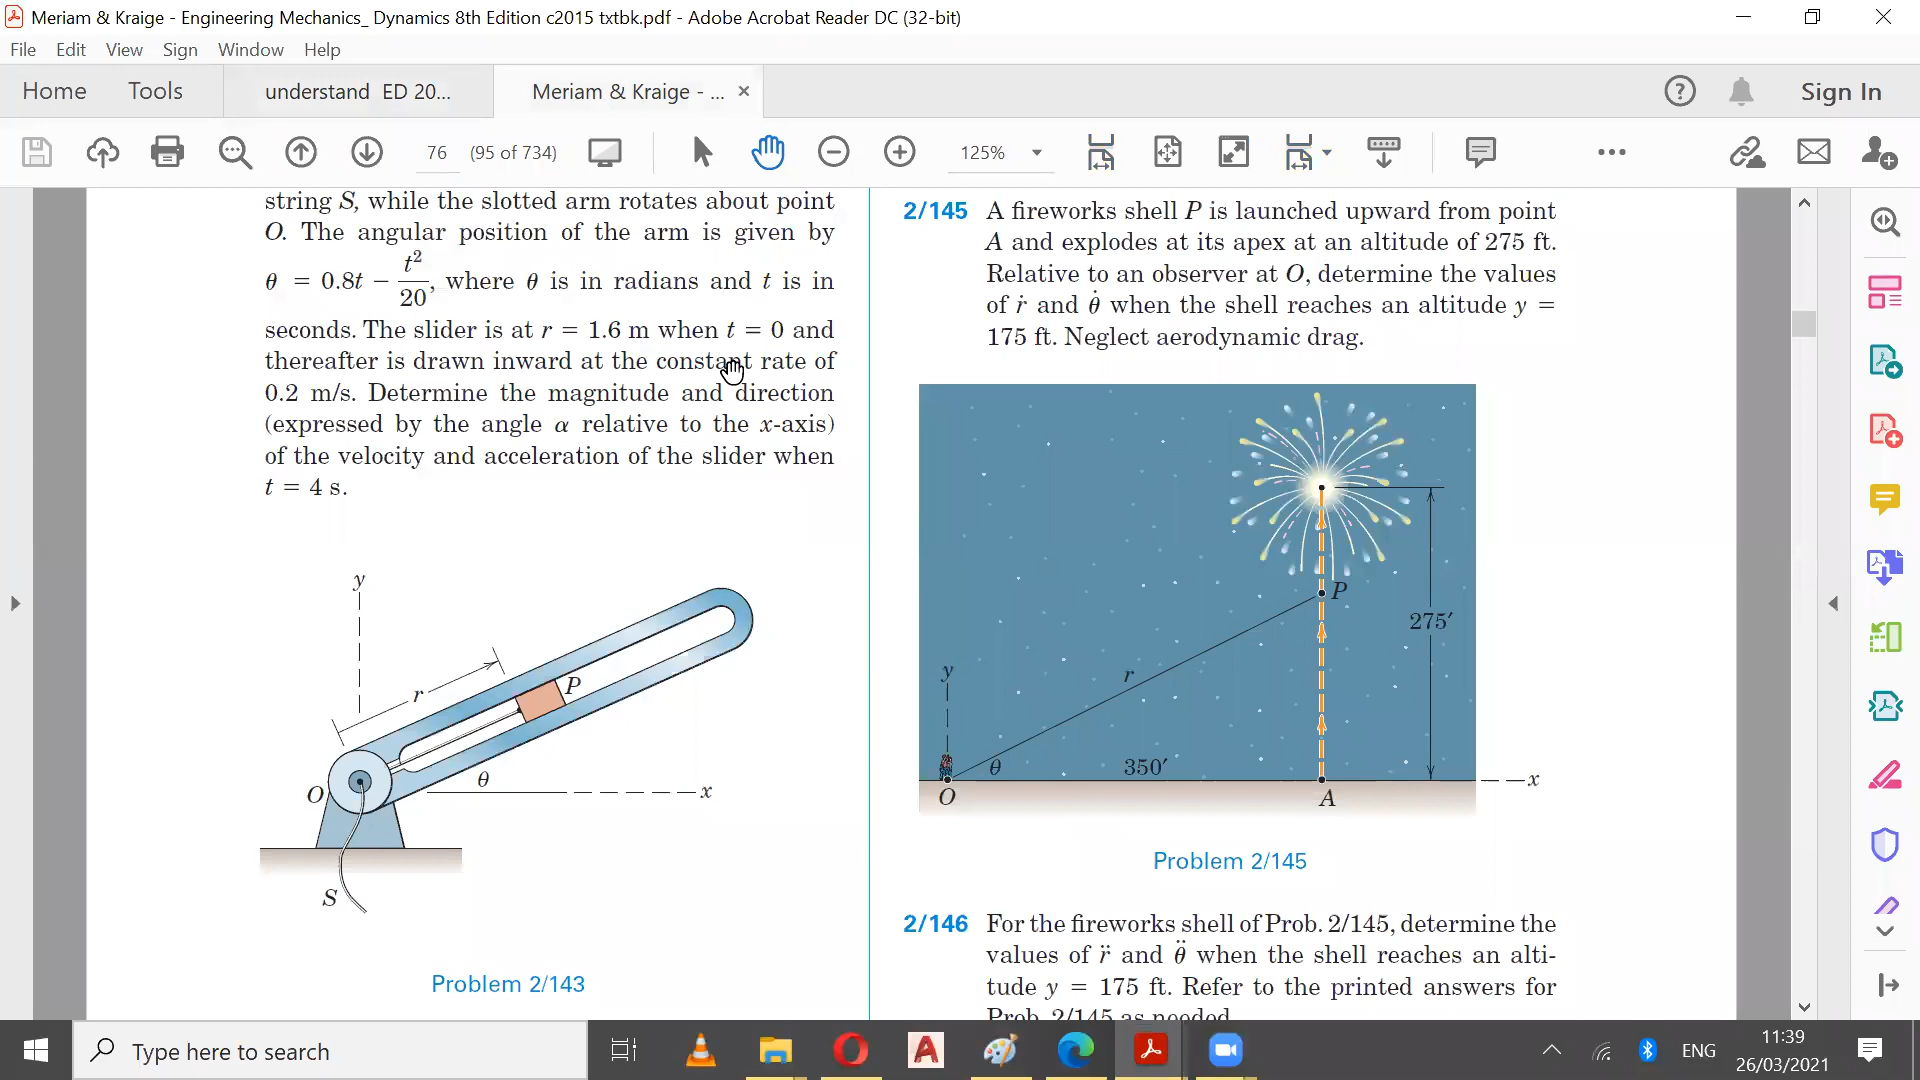 Meriam & Kraige - Engineering Mechanics_ Dynamics 8th Edition c2015 txtbk.pdf - Adobe Acrobat Reader DC (32-bit)
File Edit View Sign Window Help
Home Tools understand ED 20... Meriam & Kraige - ... × Sign In
76 (95 of 734) 125%
string S, while the slotted arm rotates about point
O. The angular position of the arm is given by
θ = 0.8t − t²/20, where θ is in radians and t is in
seconds. The slider is at r = 1.6 m when t = 0 and
thereafter is drawn inward at the constant rate of
0.2 m/s. Determine the magnitude and direction
(expressed by the angle α relative to the x-axis)
of the velocity and acceleration of the slider when
t = 4 s.
y
r
P
θ
O
x
S
Problem 2/143
2/145 A fireworks shell P is launched upward from point
A and explodes at its apex at an altitude of 275 ft.
Relative to an observer at O, determine the values
of ṙ and θ̇ when the shell reaches an altitude y =
175 ft. Neglect aerodynamic drag.
P
275′
y
r
θ
350′
x
O
A
Problem 2/145
2/146 For the fireworks shell of Prob. 2/145, determine the
values of r̈ and θ̈ when the shell reaches an alti-
tude y = 175 ft. Refer to the printed answers for
Prob. 2/145 as needed.
Type here to search
ENG
11:39
26/03/2021